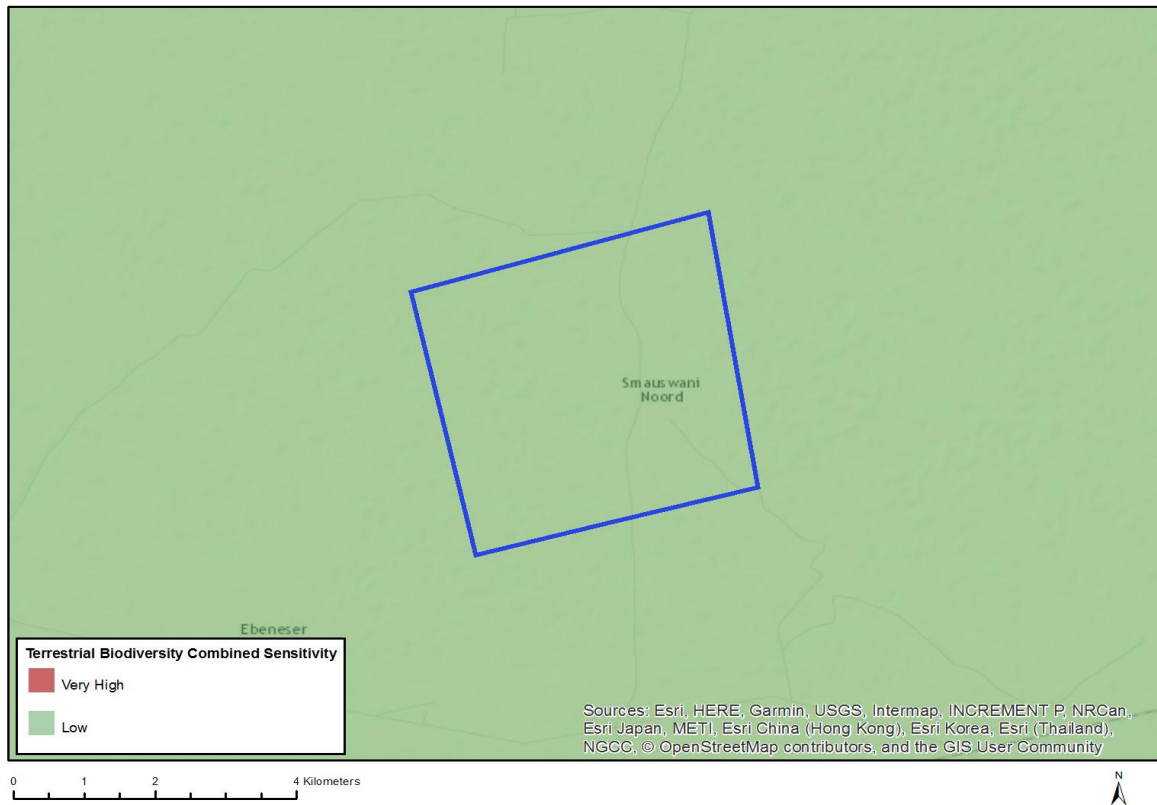 Smauswani
Noord
Ebeneser
Terrestrial Biodiversity Combined Sensitivity
Very High
Low
Sources: Esri, HERE, Garmin, USGS, Intermap, INCREMENT P, NRCan,
Esri Japan, METI, Esri China (Hong Kong), Esri Korea, Esri (Thailand),
NGCC, © OpenStreetMap contributors, and the GIS User Community
0 1 2 4 Kilometers
N